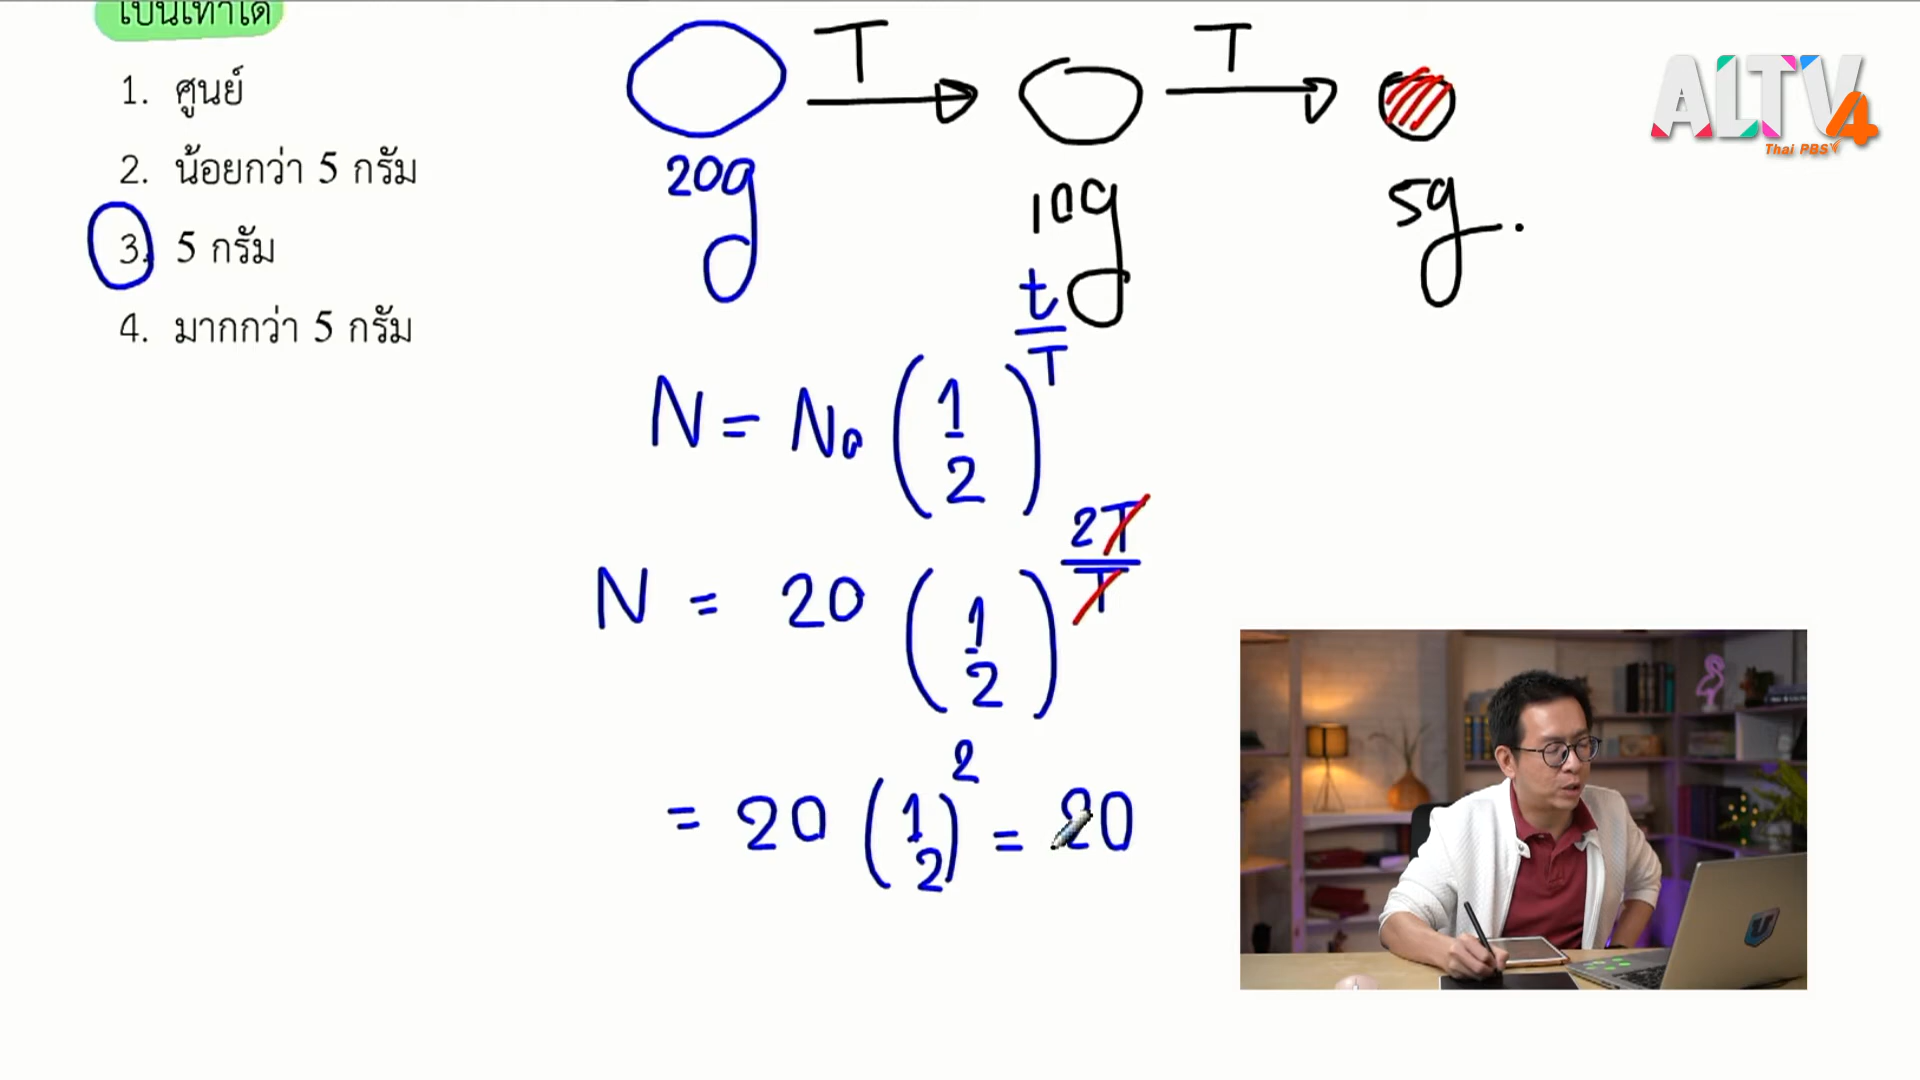 เป็นเท่าใด
1. ศูนย์
2. น้อยกว่า 5 กรัม
3. 5 กรัม
4. มากกว่า 5 กรัม
T T
20g 10g 5g.
N = N₀ (1/2)^(t/T)
N = 20 (1/2)^(2T/T)
= 20 (1/2)^2 = 20
ALTV 4
Thai PBS